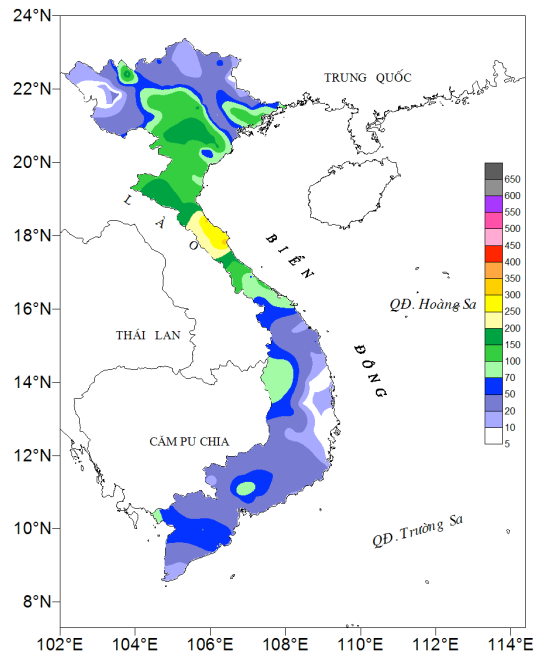 24°N
22°N
20°N
18°N
16°N
14°N
12°N
10°N
8°N
TRUNG QUỐC
LÀO
BIỂN
ĐÔNG
QĐ. Hoàng Sa
THÁI LAN
CĂM PU CHIA
QĐ. Trường Sa
650
600
550
500
450
400
350
300
250
200
150
100
70
50
20
10
5
102°E 104°E 106°E 108°E 110°E 112°E 114°E